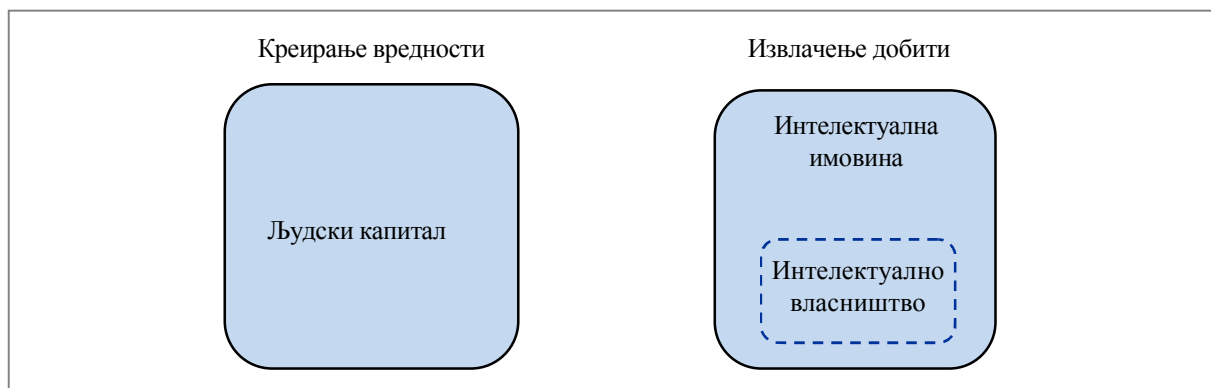 Креирање вредности
Извлачење добити
Људски капитал
Интелектуална
имовина
Интелектуално
власништво